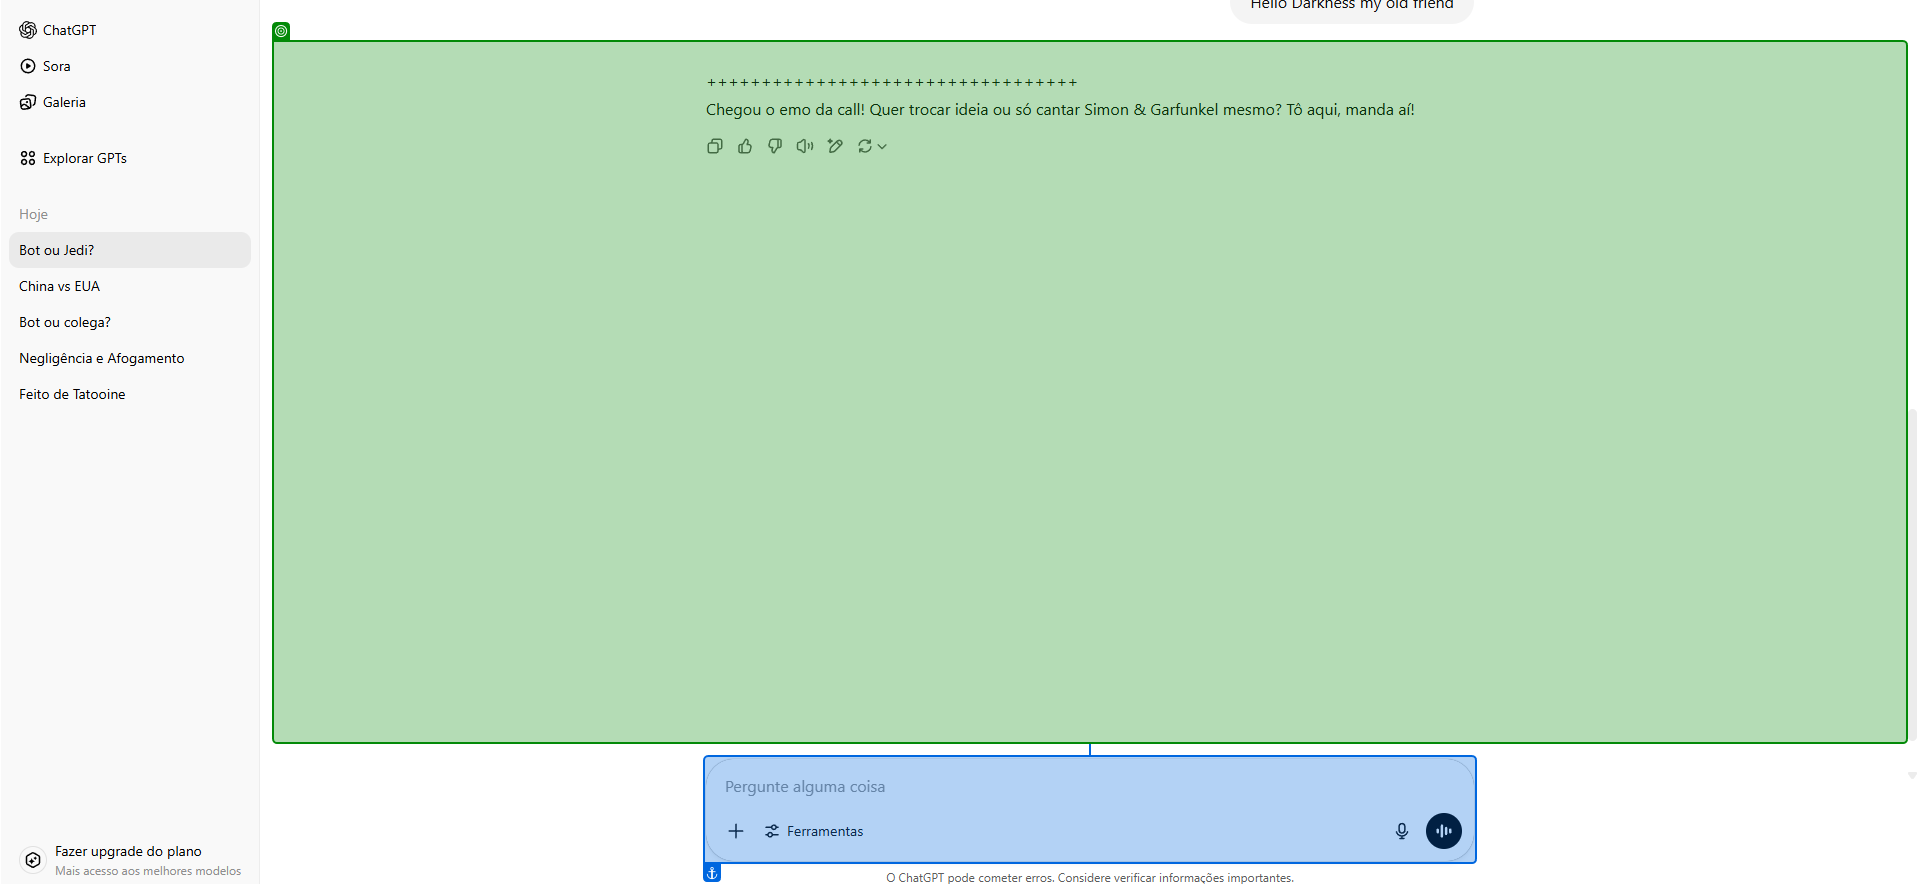 ChatGPT
Sora
Galeria
Explorar GPTs
Hoje
Bot ou Jedi?
China vs EUA
Bot ou colega?
Negligência e Afogamento
Feito de Tatooine
Fazer upgrade do plano
Mais acesso aos melhores modelos
Hello Darkness my old friend
++++++++++++++++++++++++++++++++++
Chegou o emo da call! Quer trocar ideia ou só cantar Simon & Garfunkel mesmo? Tô aqui, manda aí!
Pergunte alguma coisa
Ferramentas
O ChatGPT pode cometer erros. Considere verificar informações importantes.